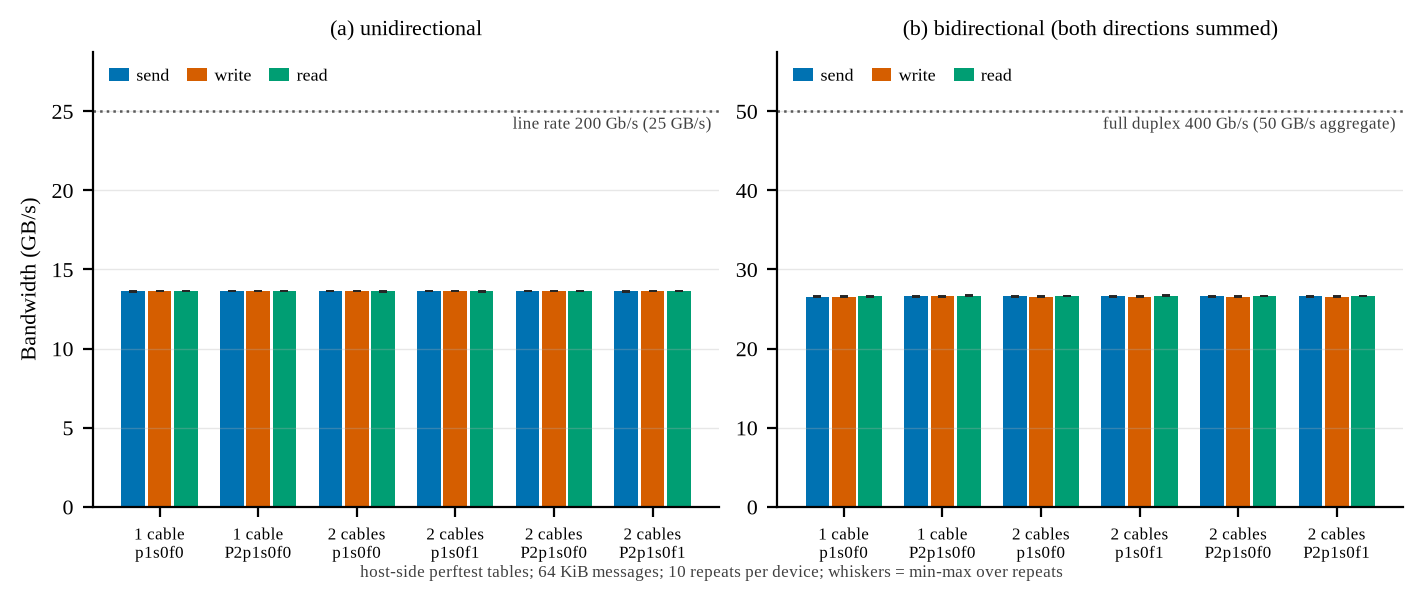 (a) unidirectional
send write read
25
line rate 200 Gb/s (25 GB/s)
20
15
10
5
0
Bandwidth (GB/s)
1 cable 1 cable 2 cables 2 cables 2 cables 2 cables
p1s0f0 P2p1s0f0 p1s0f0 p1s0f1 P2p1s0f0 P2p1s0f1
(b) bidirectional (both directions summed)
send write read
50
full duplex 400 Gb/s (50 GB/s aggregate)
40
30
20
10
0
1 cable 1 cable 2 cables 2 cables 2 cables 2 cables
p1s0f0 P2p1s0f0 p1s0f0 p1s0f1 P2p1s0f0 P2p1s0f1
host-side perftest tables; 64 KiB messages; 10 repeats per device; whiskers = min-max over repeats